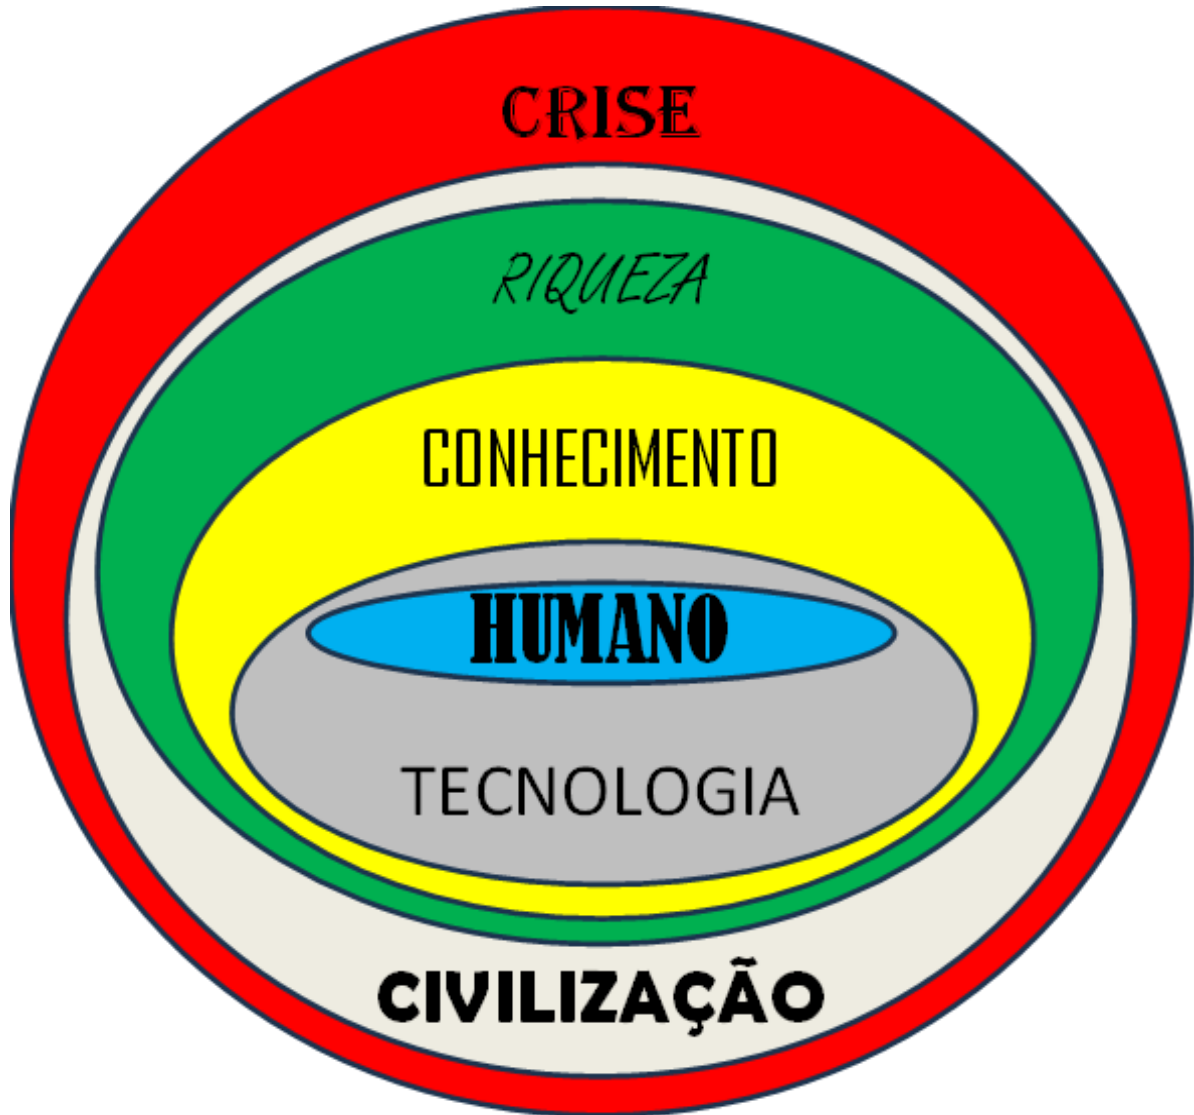 CRISE
RIQUEZA
CONHECIMENTO
HUMANO
TECNOLOGIA
CIVILIZAÇÃO